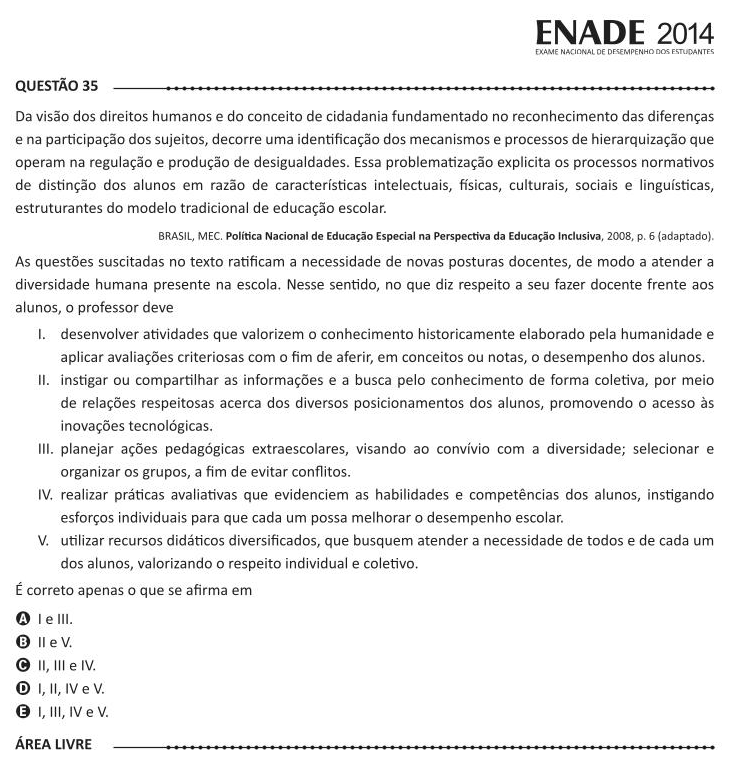 ENADE 2014
EXAME NACIONAL DE DESEMPENHO DOS ESTUDANTES
QUESTÃO 35
Da visão dos direitos humanos e do conceito de cidadania fundamentado no reconhecimento das diferenças
e na participação dos sujeitos, decorre uma identificação dos mecanismos e processos de hierarquização que
operam na regulação e produção de desigualdades. Essa problematização explicita os processos normativos
de distinção dos alunos em razão de características intelectuais, físicas, culturais, sociais e linguísticas,
estruturantes do modelo tradicional de educação escolar.
BRASIL, MEC. Política Nacional de Educação Especial na Perspectiva da Educação Inclusiva, 2008, p. 6 (adaptado).
As questões suscitadas no texto ratificam a necessidade de novas posturas docentes, de modo a atender a
diversidade humana presente na escola. Nesse sentido, no que diz respeito a seu fazer docente frente aos
alunos, o professor deve
I. desenvolver atividades que valorizem o conhecimento historicamente elaborado pela humanidade e
aplicar avaliações criteriosas com o fim de aferir, em conceitos ou notas, o desempenho dos alunos.
II. instigar ou compartilhar as informações e a busca pelo conhecimento de forma coletiva, por meio
de relações respeitosas acerca dos diversos posicionamentos dos alunos, promovendo o acesso às
inovações tecnológicas.
III. planejar ações pedagógicas extraescolares, visando ao convívio com a diversidade; selecionar e
organizar os grupos, a fim de evitar conflitos.
IV. realizar práticas avaliativas que evidenciem as habilidades e competências dos alunos, instigando
esforços individuais para que cada um possa melhorar o desempenho escolar.
V. utilizar recursos didáticos diversificados, que busquem atender a necessidade de todos e de cada um
dos alunos, valorizando o respeito individual e coletivo.
É correto apenas o que se afirma em
A I e III.
B II e V.
C II, III e IV.
D I, II, IV e V.
E I, III, IV e V.
ÁREA LIVRE